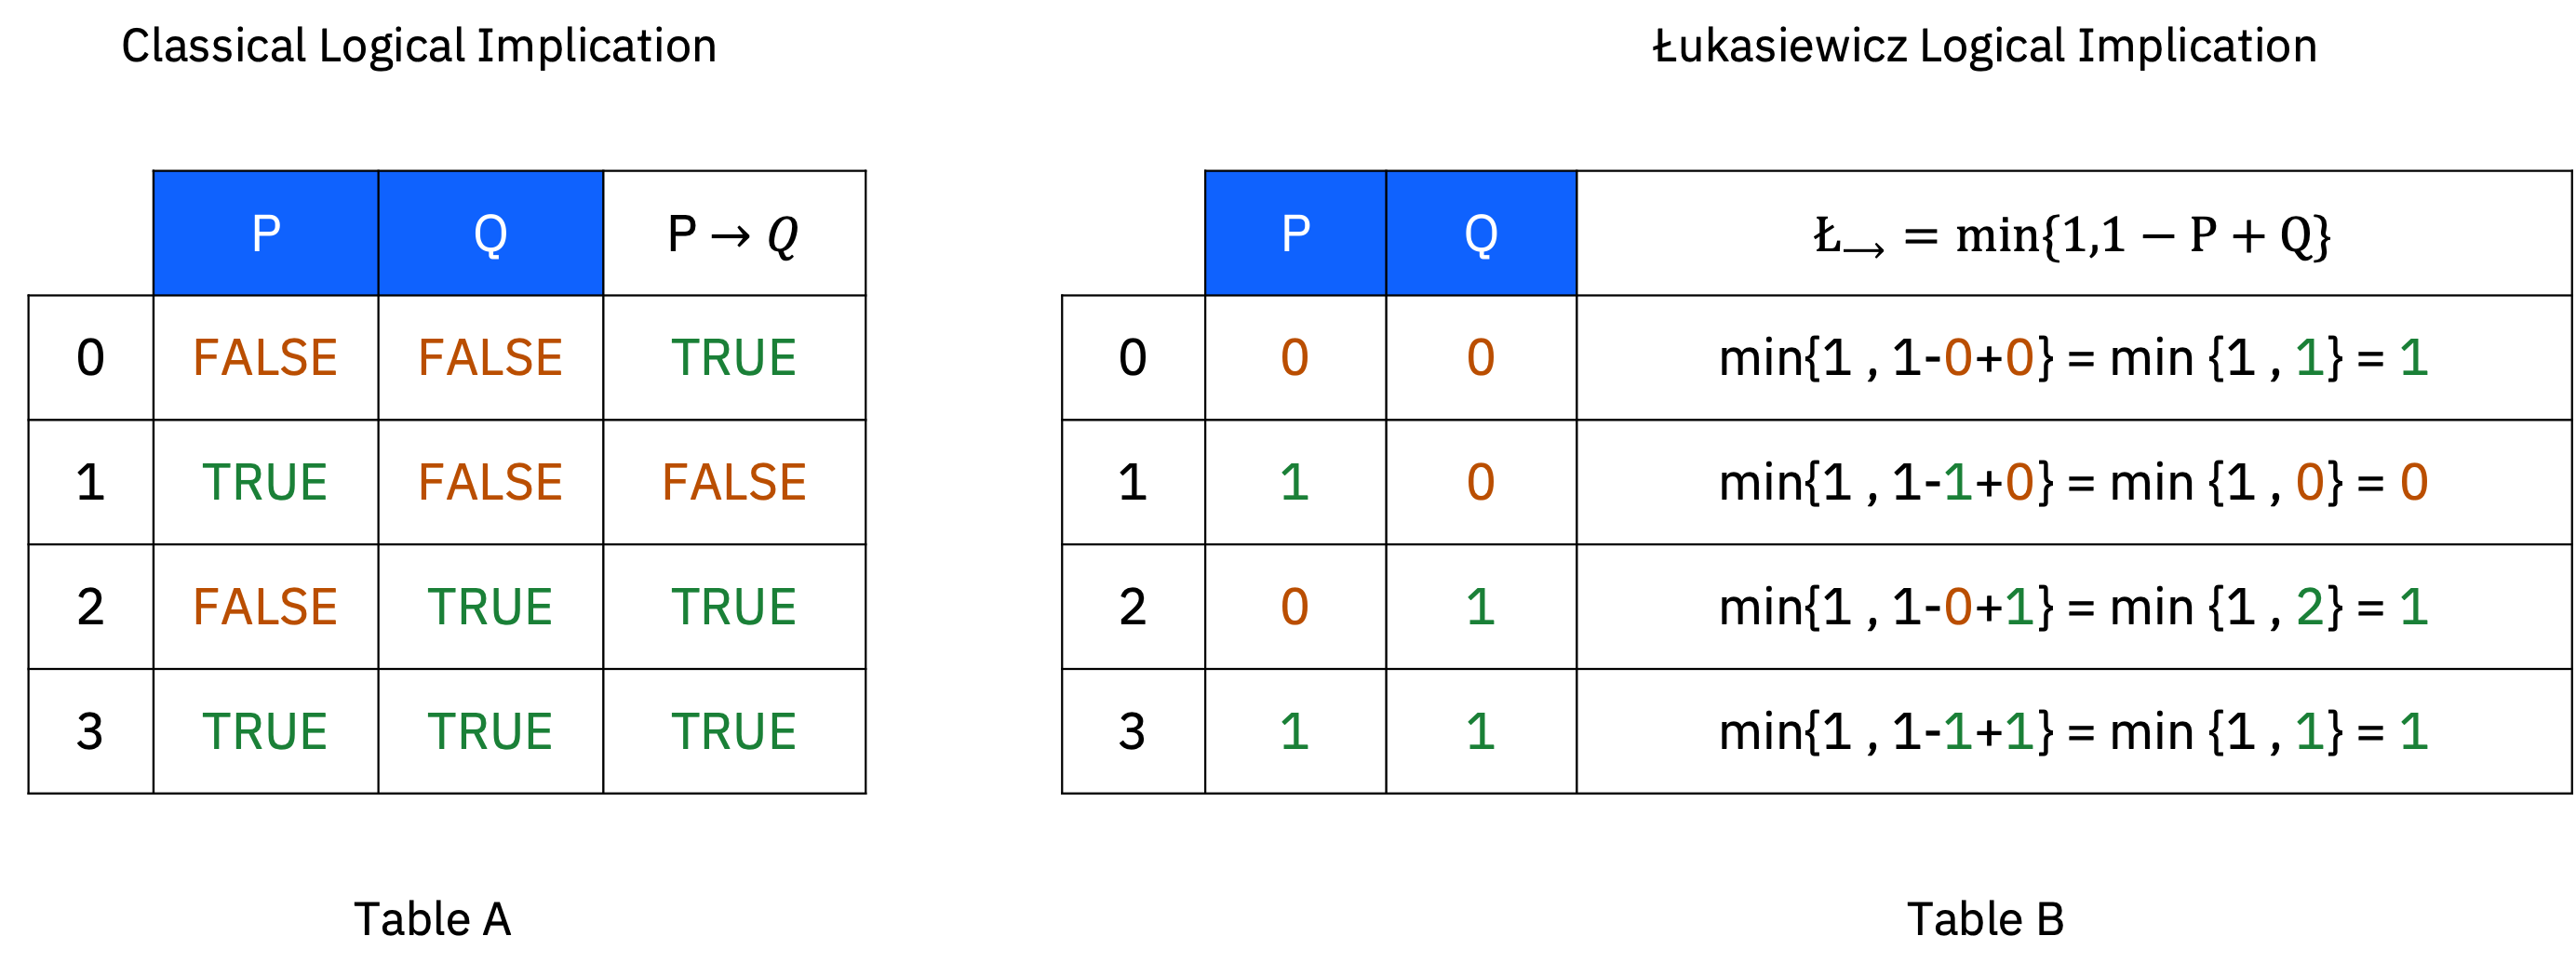 Classical Logical Implication
P Q P → Q
0 FALSE FALSE TRUE
1 TRUE FALSE FALSE
2 FALSE TRUE TRUE
3 TRUE TRUE TRUE
Table A
Łukasiewicz Logical Implication
P Q Ł→ = min{1,1 − P + Q}
0 0 0 min{1 , 1-0+0} = min {1 , 1} = 1
1 1 0 min{1 , 1-1+0} = min {1 , 0} = 0
2 0 1 min{1 , 1-0+1} = min {1 , 2} = 1
3 1 1 min{1 , 1-1+1} = min {1 , 1} = 1
Table B